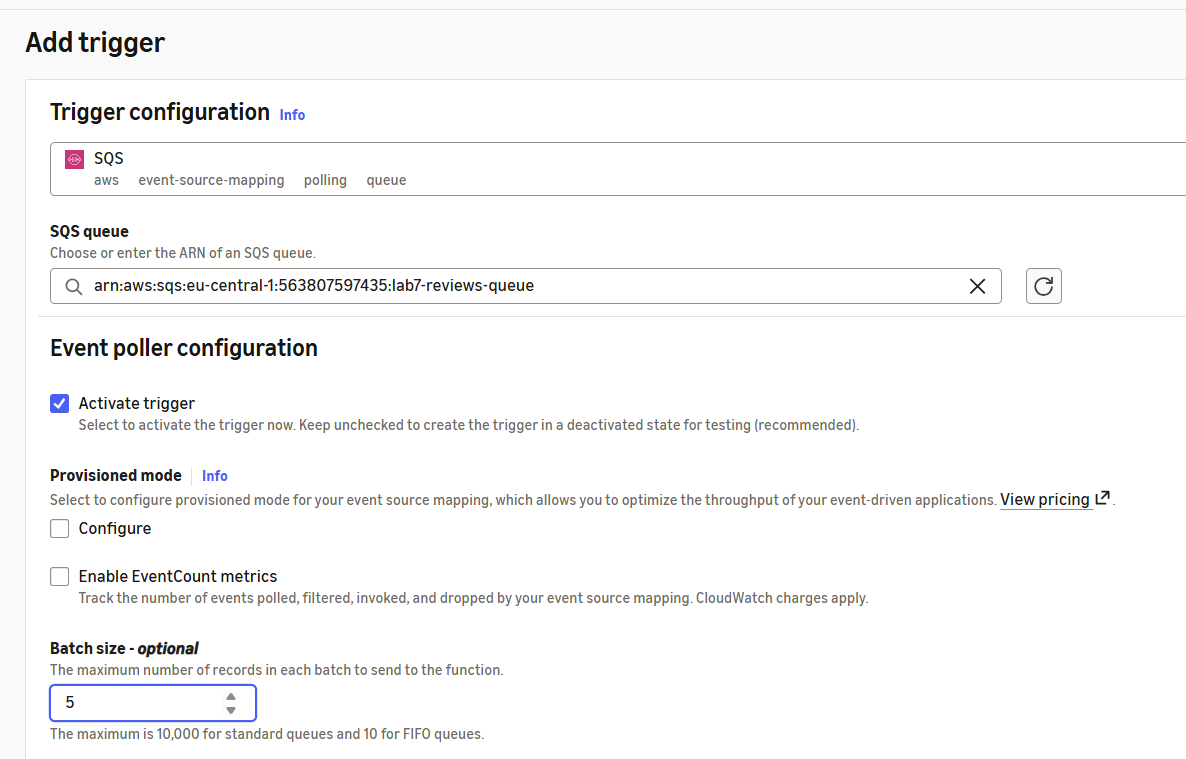 Add trigger
Trigger configuration Info
SQS
aws event-source-mapping polling queue
SQS queue
Choose or enter the ARN of an SQS queue.
arn:aws:sqs:eu-central-1:563807597435:lab7-reviews-queue
Event poller configuration
Activate trigger
Select to activate the trigger now. Keep unchecked to create the trigger in a deactivated state for testing (recommended).
Provisioned mode Info
Select to configure provisioned mode for your event source mapping, which allows you to optimize the throughput of your event-driven applications. View pricing .
Configure
Enable EventCount metrics
Track the number of events polled, filtered, invoked, and dropped by your event source mapping. CloudWatch charges apply.
Batch size - optional
The maximum number of records in each batch to send to the function.
5
The maximum is 10,000 for standard queues and 10 for FIFO queues.